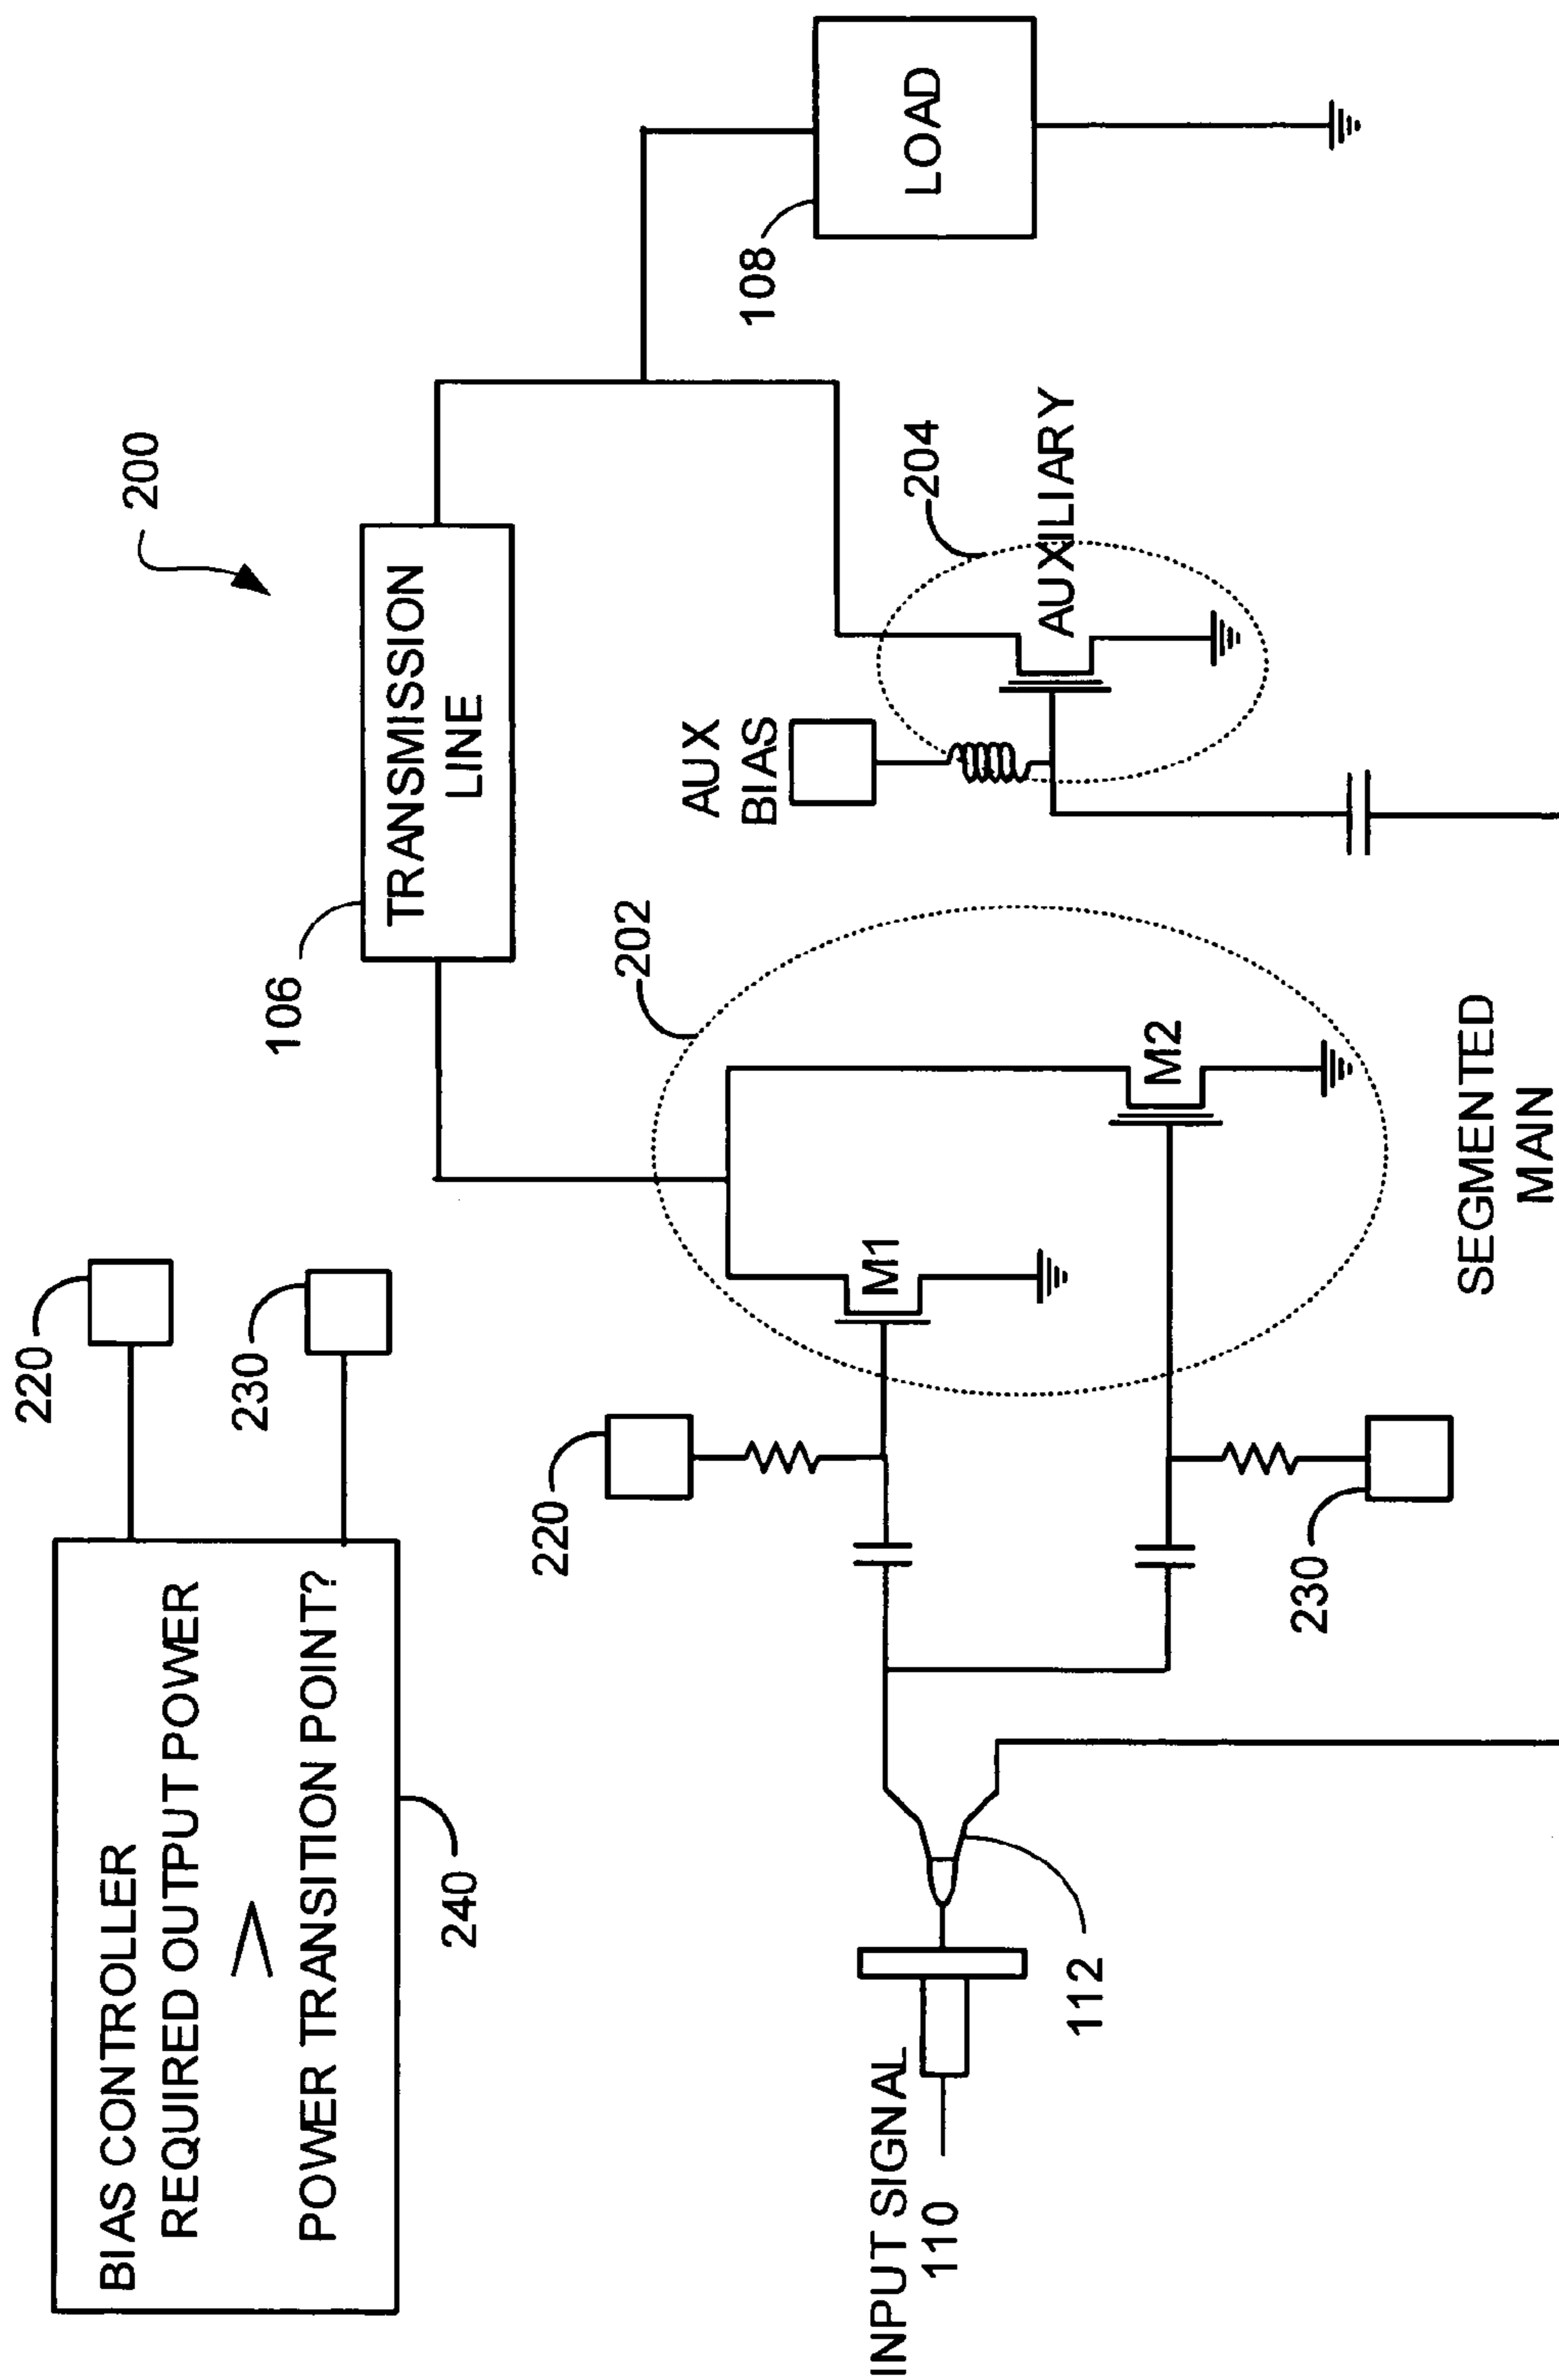 BIAS CONTROLLER
REQUIRED OUTPUT POWER
>
POWER TRANSITION POINT?
240
220
230
200
106
TRANSMISSION
LINE
220
202
M1
M2
230
SEGMENTED
MAIN
AUX
BIAS
204
AUXILIARY
108
LOAD
INPUT SIGNAL
110
112